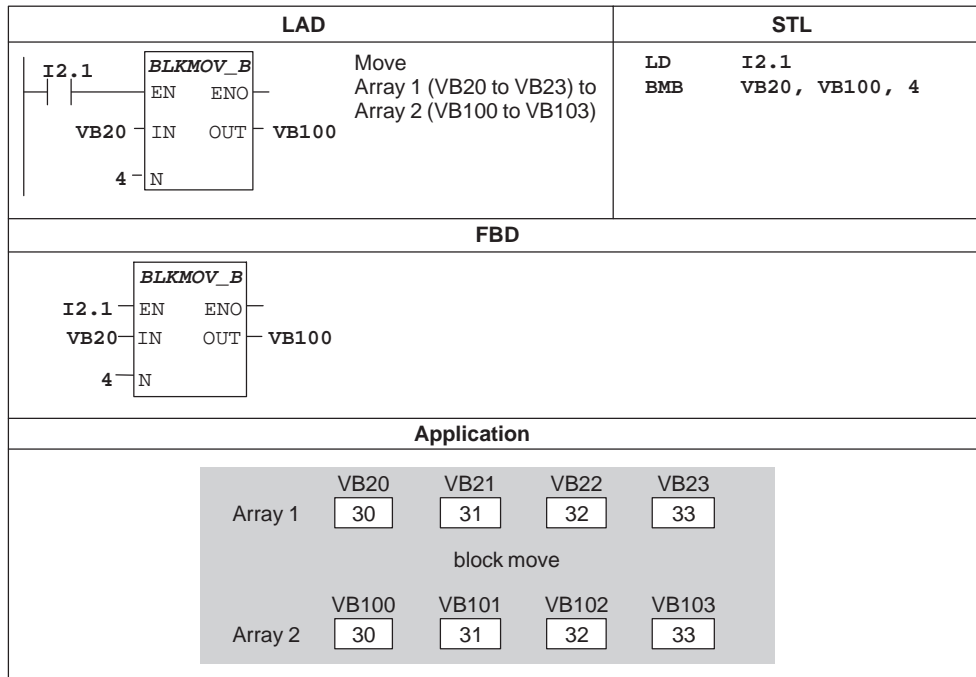 LAD
STL
I2.1
BLKMOV_B
EN ENO
VB20 IN OUT VB100
4 N
Move
Array 1 (VB20 to VB23) to
Array 2 (VB100 to VB103)
LD I2.1
BMB VB20, VB100, 4
FBD
BLKMOV_B
I2.1 EN ENO
VB20 IN OUT VB100
4 N
Application
VB20 VB21 VB22 VB23
Array 1 30 31 32 33
block move
VB100 VB101 VB102 VB103
Array 2 30 31 32 33